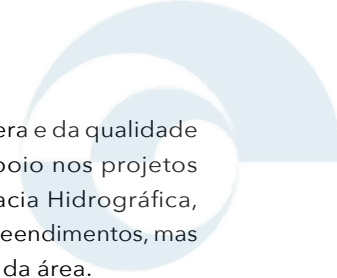 era e da qualidade
poio nos projetos
acia Hidrográfica,
eendimentos, mas
da área.